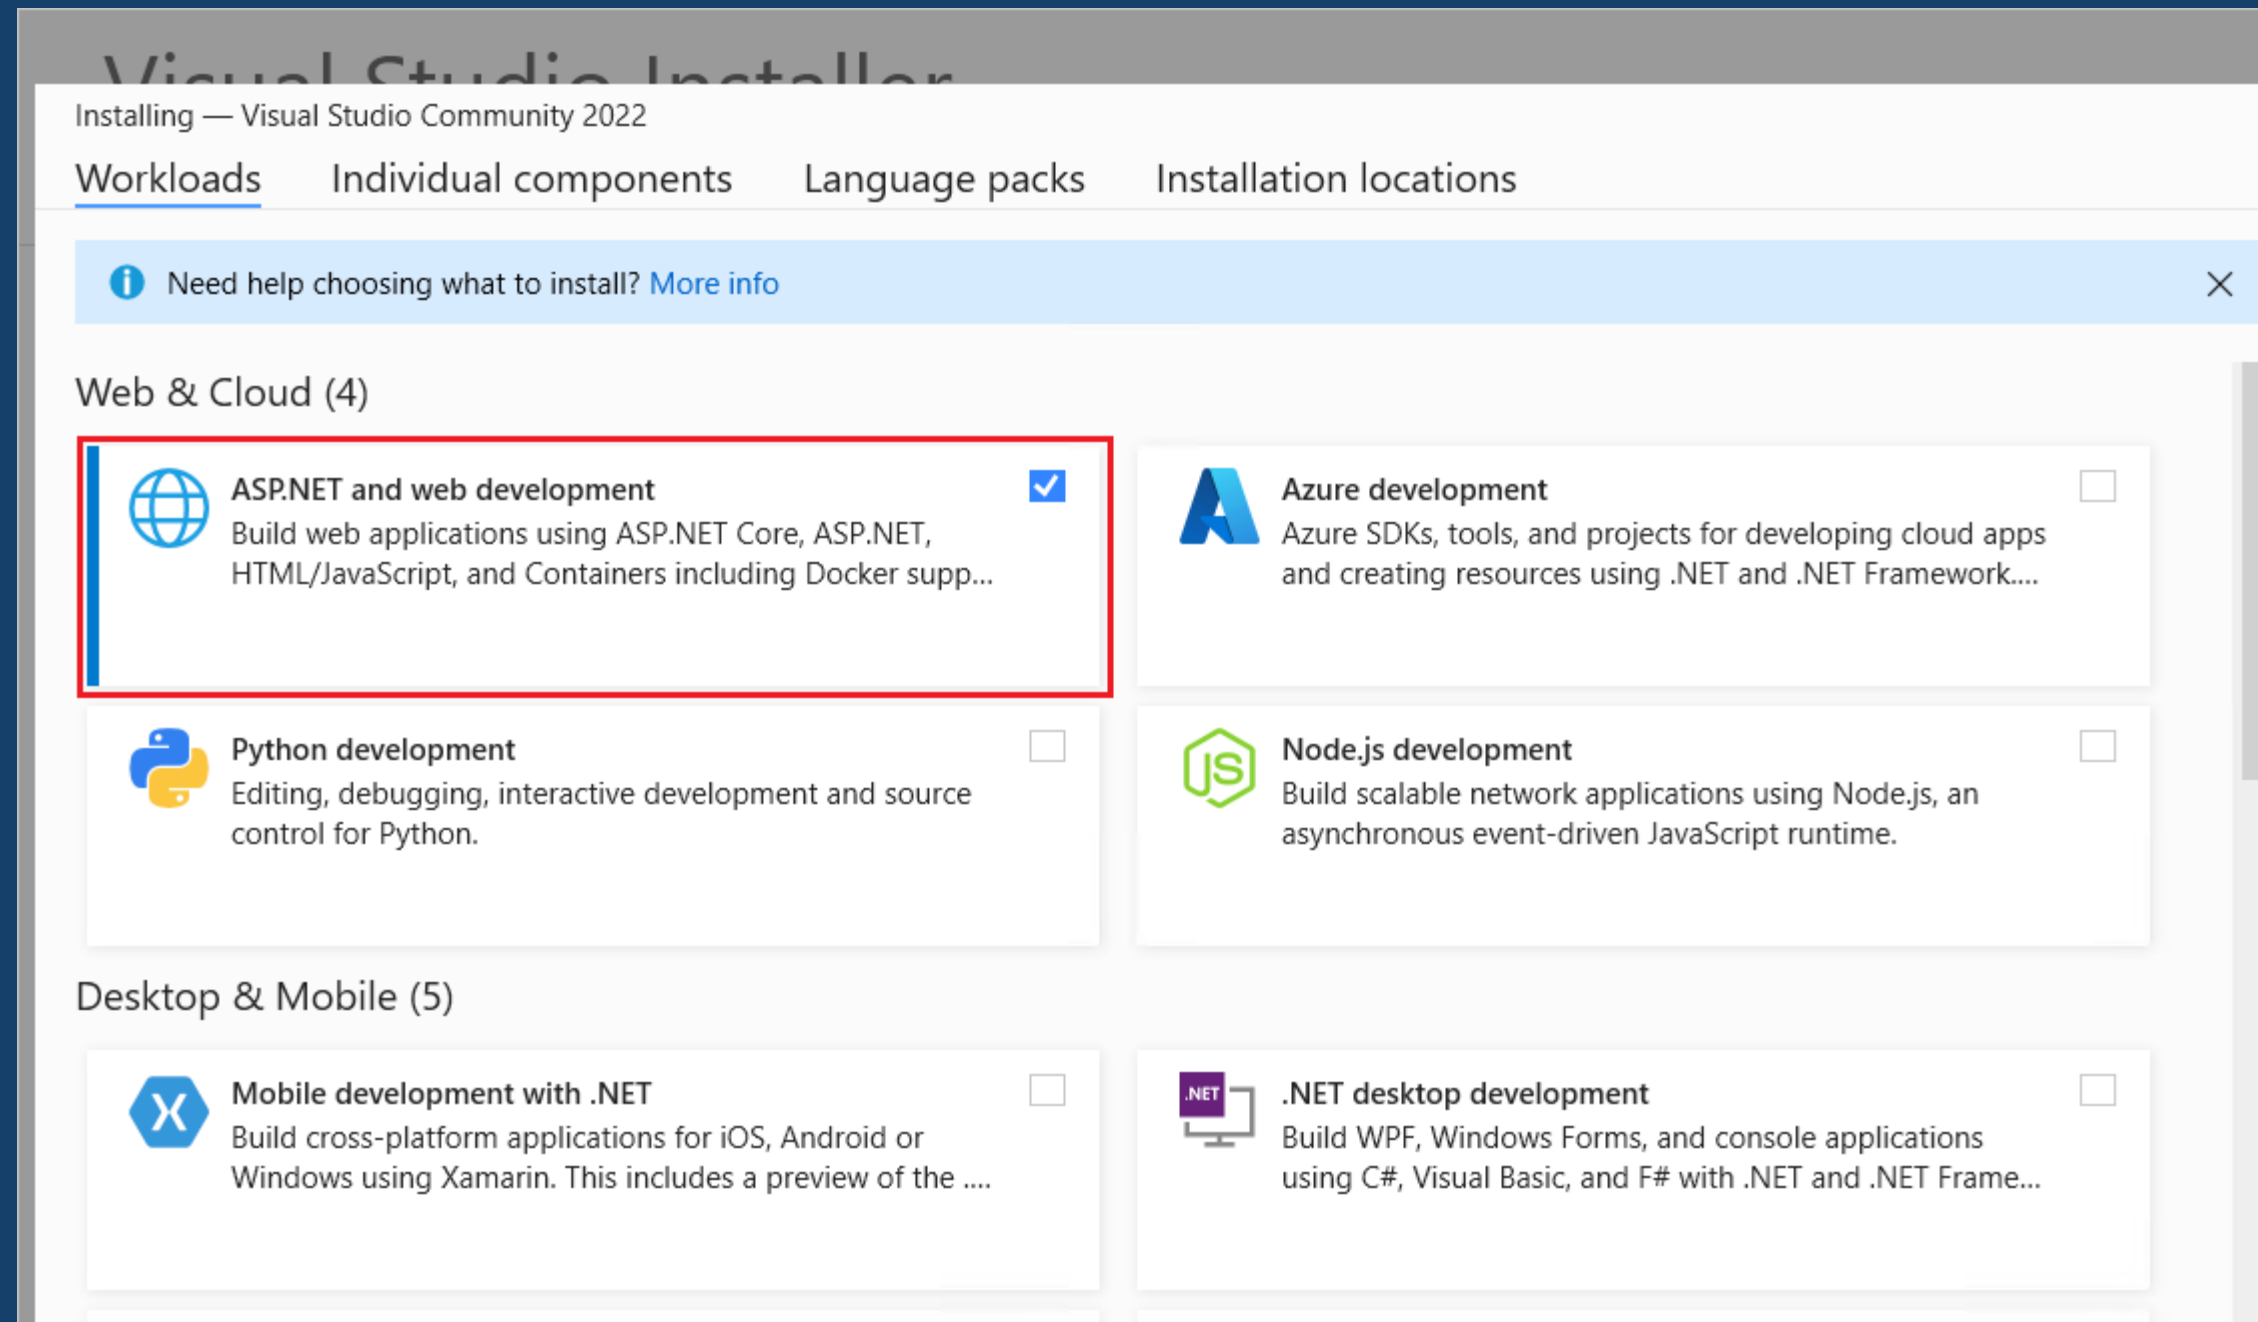 Visual Studio Installer
Installing — Visual Studio Community 2022
Workloads Individual components Language packs Installation locations
Need help choosing what to install? More info
Web & Cloud (4)
ASP.NET and web development
Build web applications using ASP.NET Core, ASP.NET,
HTML/JavaScript, and Containers including Docker supp...
Azure development
Azure SDKs, tools, and projects for developing cloud apps
and creating resources using .NET and .NET Framework....
Python development
Editing, debugging, interactive development and source
control for Python.
JS
Node.js development
Build scalable network applications using Node.js, an
asynchronous event-driven JavaScript runtime.
Desktop & Mobile (5)
Mobile development with .NET
Build cross-platform applications for iOS, Android or
Windows using Xamarin. This includes a preview of the ....
.NET
.NET desktop development
Build WPF, Windows Forms, and console applications
using C#, Visual Basic, and F# with .NET and .NET Frame...